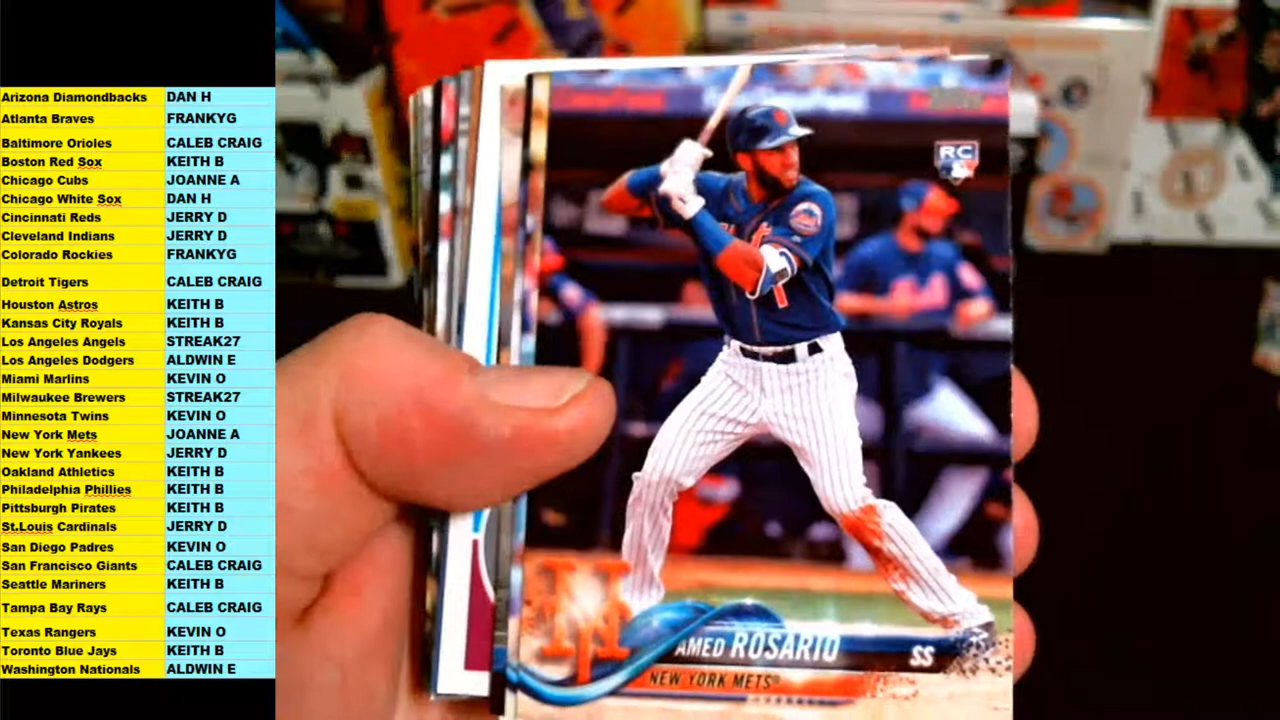 Arizona Diamondbacks DAN H
Atlanta Braves FRANKYG
Baltimore Orioles CALEB CRAIG
Boston Red Sox KEITH B
Chicago Cubs JOANNE A
Chicago White Sox DAN H
Cincinnati Reds JERRY D
Cleveland Indians JERRY D
Colorado Rockies FRANKYG
Detroit Tigers CALEB CRAIG
Houston Astros KEITH B
Kansas City Royals KEITH B
Los Angeles Angels STREAK27
Los Angeles Dodgers ALDWIN E
Miami Marlins KEVIN O
Milwaukee Brewers STREAK27
Minnesota Twins KEVIN O
New York Mets JOANNE A
New York Yankees JERRY D
Oakland Athletics KEITH B
Philadelphia Phillies KEITH B
Pittsburgh Pirates KEITH B
St.Louis Cardinals JERRY D
San Diego Padres KEVIN O
San Francisco Giants CALEB CRAIG
Seattle Mariners KEITH B
Tampa Bay Rays CALEB CRAIG
Texas Rangers KEVIN O
Toronto Blue Jays KEITH B
Washington Nationals ALDWIN E
RC
1
AMED ROSARIO SS
NEW YORK METS